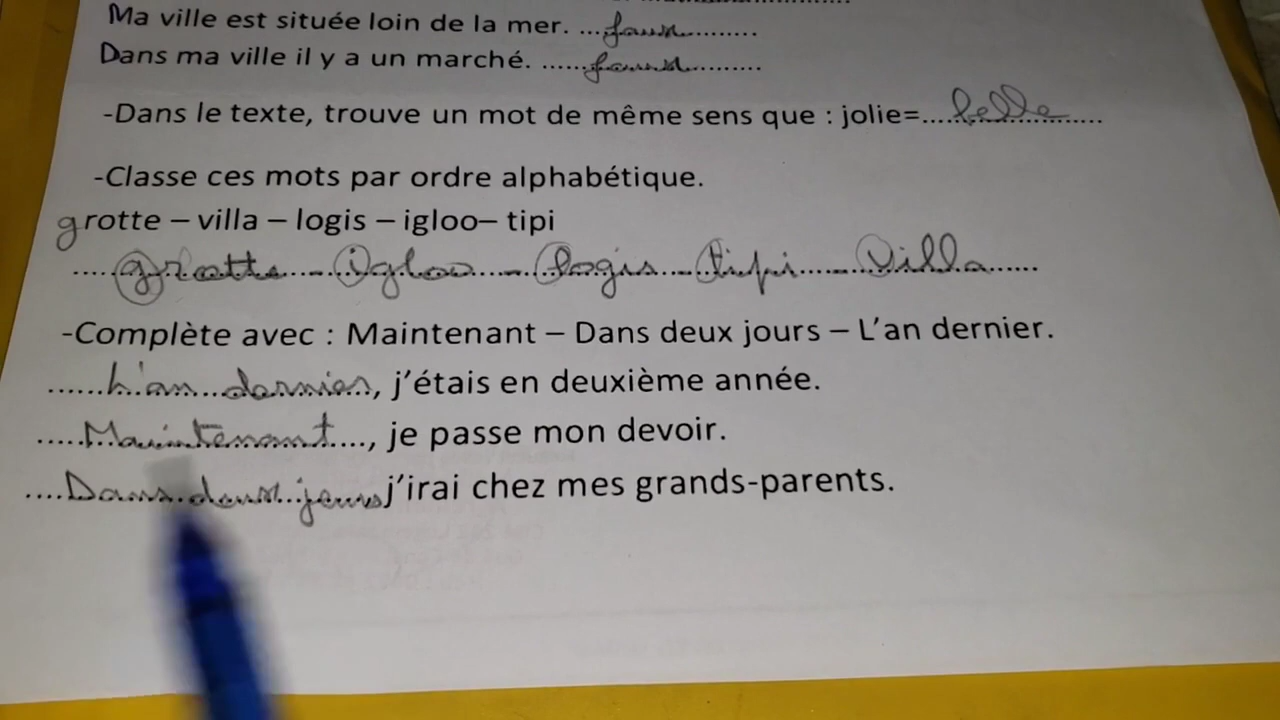 Ma ville est située loin de la mer. ...faux..........
Dans ma ville il y a un marché. ......faux..........
-Dans le texte, trouve un mot de même sens que : jolie=....belle......
-Classe ces mots par ordre alphabétique.
grotte – villa – logis – igloo– tipi
....grotte...- igloo....- logis...- tipi......- villa......
-Complète avec : Maintenant – Dans deux jours – L’an dernier.
......L'an...dernier, j’étais en deuxième année.
.....Maintenant...., je passe mon devoir.
....Dans..deux..jours j’irai chez mes grands-parents.